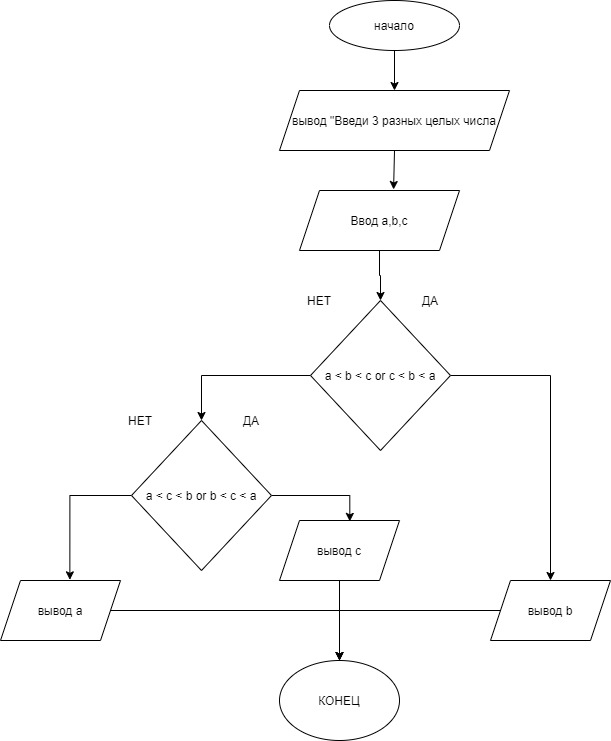 начало
вывод "Введи 3 разных целых числа
Ввод a,b,c
НЕТ
ДА
a < b < c or c < b < a
НЕТ
ДА
a < c < b or b < c < a
вывод c
вывод a
вывод b
КОНЕЦ